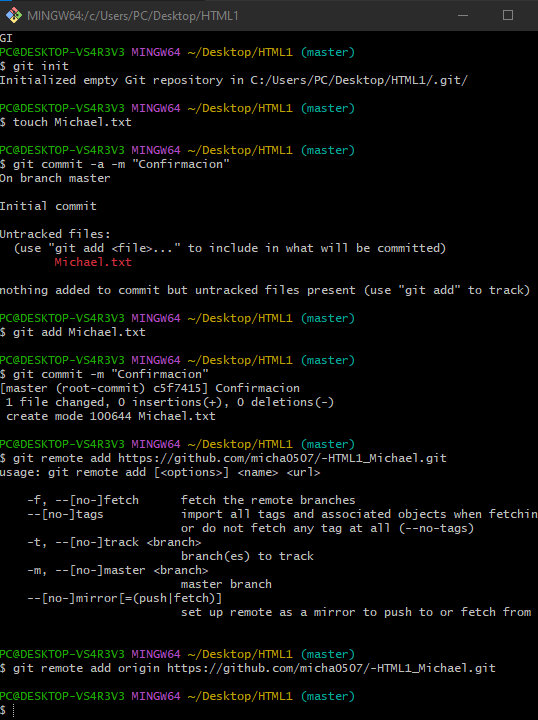 MINGW64:/c/Users/PC/Desktop/HTML1
GI
PC@DESKTOP-VS4R3V3 MINGW64 ~/Desktop/HTML1 (master)
$ git init
Initialized empty Git repository in C:/Users/PC/Desktop/HTML1/.git/
PC@DESKTOP-VS4R3V3 MINGW64 ~/Desktop/HTML1 (master)
$ touch Michael.txt
PC@DESKTOP-VS4R3V3 MINGW64 ~/Desktop/HTML1 (master)
$ git commit -a -m "Confirmacion"
On branch master
Initial commit
Untracked files:
  (use "git add <file>..." to include in what will be committed)
        Michael.txt
nothing added to commit but untracked files present (use "git add" to track)
PC@DESKTOP-VS4R3V3 MINGW64 ~/Desktop/HTML1 (master)
$ git add Michael.txt
PC@DESKTOP-VS4R3V3 MINGW64 ~/Desktop/HTML1 (master)
$ git commit -m "Confirmacion"
[master (root-commit) c5f7415] Confirmacion
 1 file changed, 0 insertions(+), 0 deletions(-)
 create mode 100644 Michael.txt
PC@DESKTOP-VS4R3V3 MINGW64 ~/Desktop/HTML1 (master)
$ git remote add https://github.com/micha0507/-HTML1_Michael.git
usage: git remote add [<options>] <name> <url>
    -f, --[no-]fetch      fetch the remote branches
    --[no-]tags           import all tags and associated objects when fetchin
                          or do not fetch any tag at all (--no-tags)
    -t, --[no-]track <branch>
                          branch(es) to track
    -m, --[no-]master <branch>
                          master branch
    --[no-]mirror[=(push|fetch)]
                          set up remote as a mirror to push to or fetch from
PC@DESKTOP-VS4R3V3 MINGW64 ~/Desktop/HTML1 (master)
$ git remote add origin https://github.com/micha0507/-HTML1_Michael.git
PC@DESKTOP-VS4R3V3 MINGW64 ~/Desktop/HTML1 (master)
$